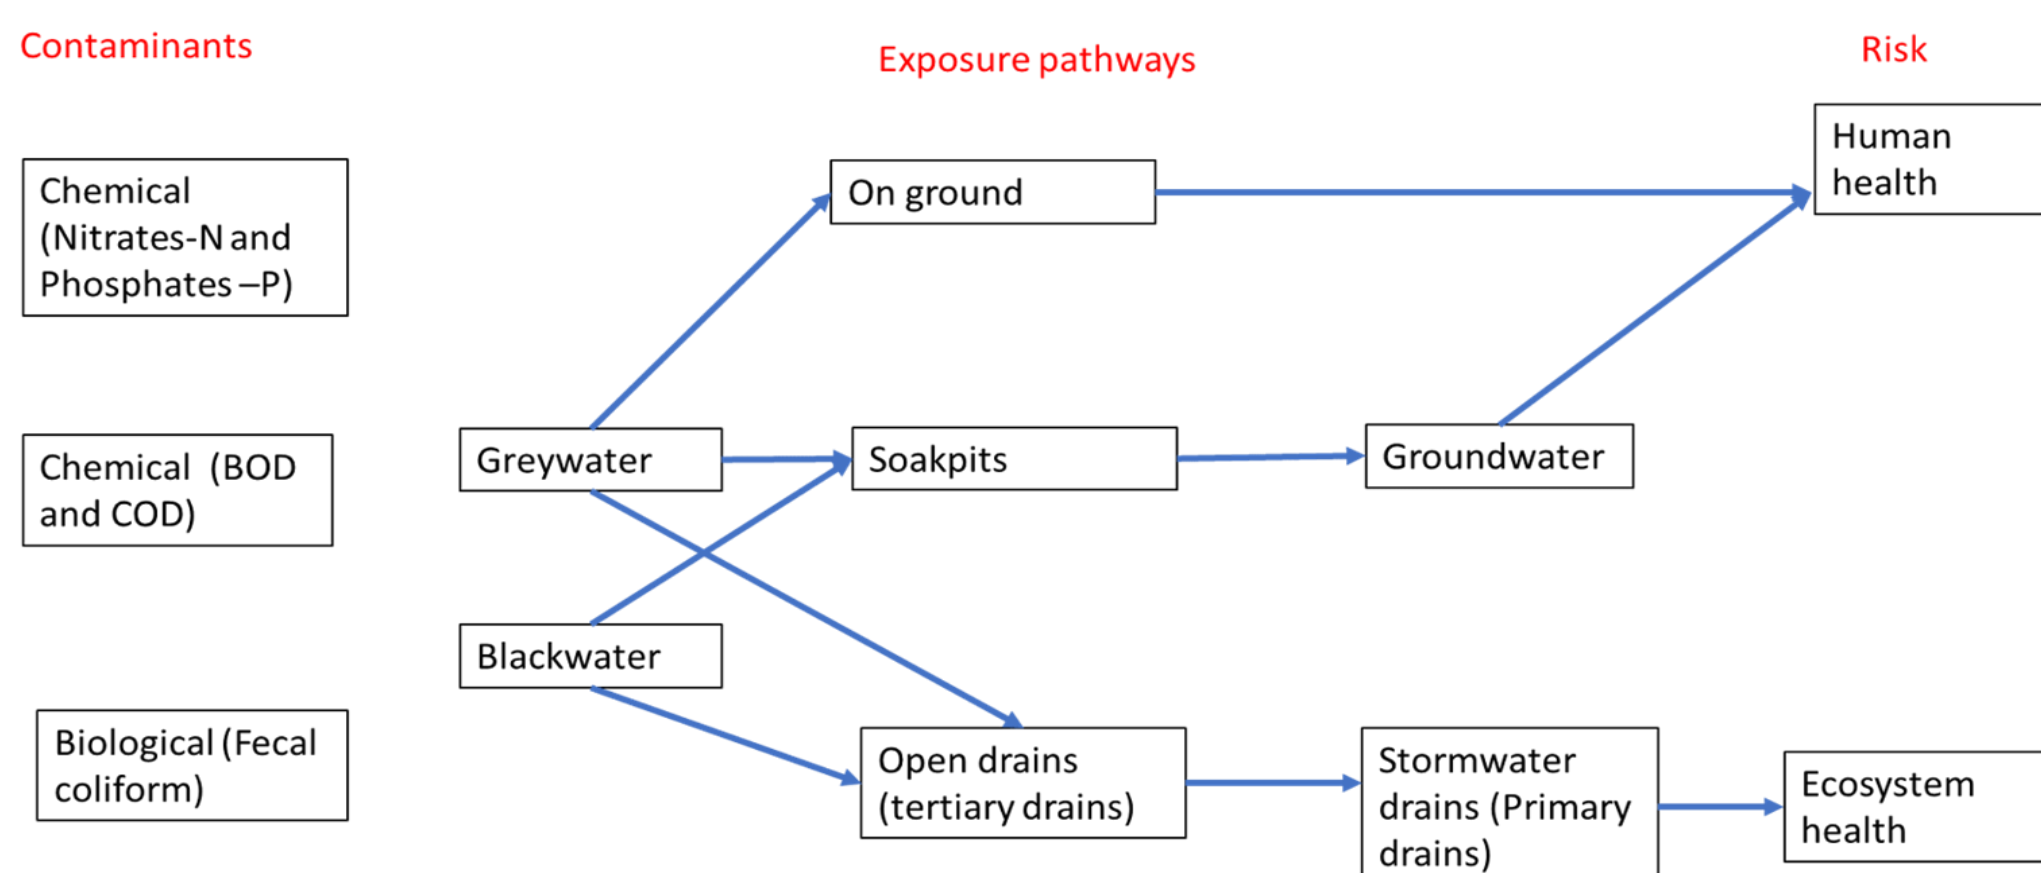 Contaminants
Exposure pathways
Risk
Human
health
Chemical
(Nitrates-N and
Phosphates –P)
On ground
Chemical (BOD
and COD)
Greywater
Soakpits
Groundwater
Blackwater
Biological (Fecal
coliform)
Open drains
(tertiary drains)
Stormwater
drains (Primary
drains)
Ecosystem
health